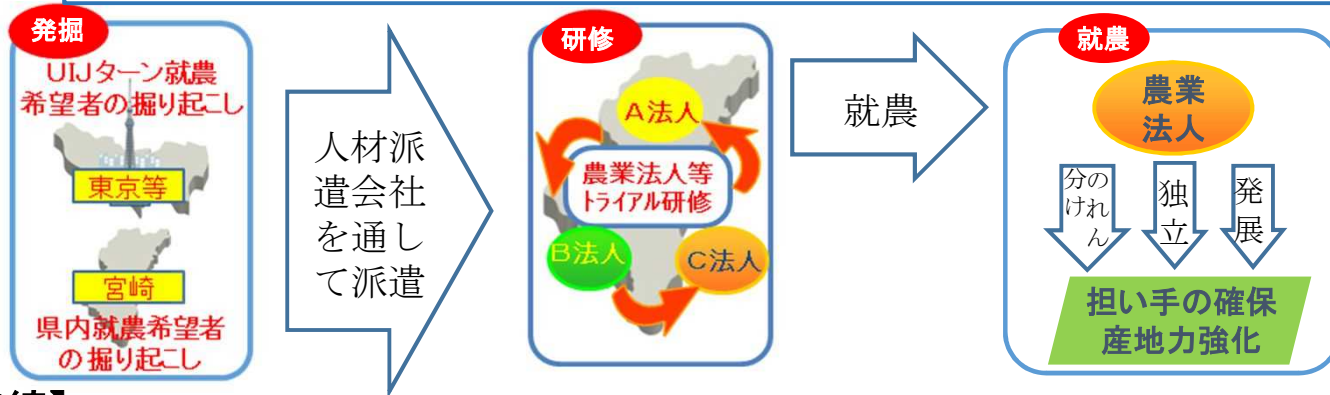 発掘
UIJターン就農
希望者の掘り起こし
東京等
宮崎
県内就農希望者
の掘り起こし
人材派
遣会社
を通し
て派遣
研修
A法人
農業法人等
トライアル研修
B法人
C法人
就農
就農
農業
法人
のれん
分け
独立
発展
担い手の確保
産地力強化